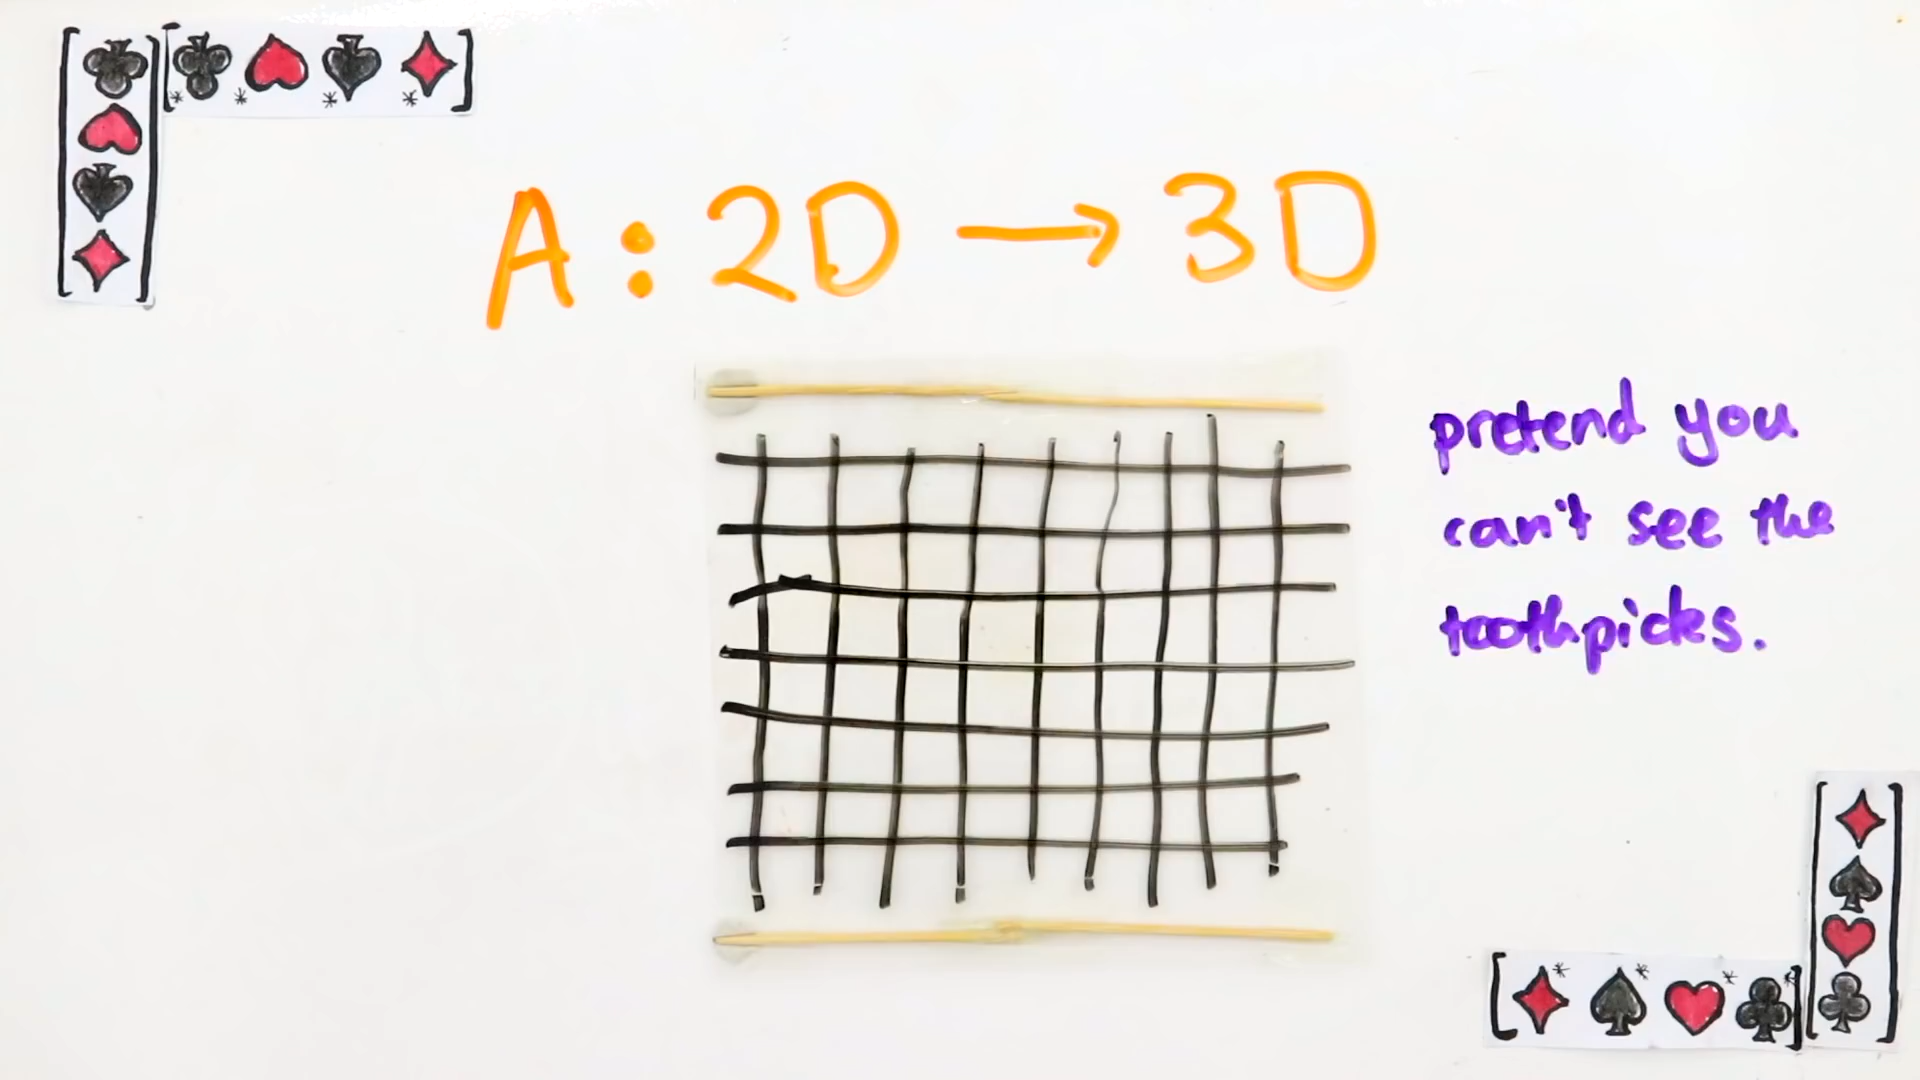 A : 2D → 3D
pretend you
can't see the
toothpicks.